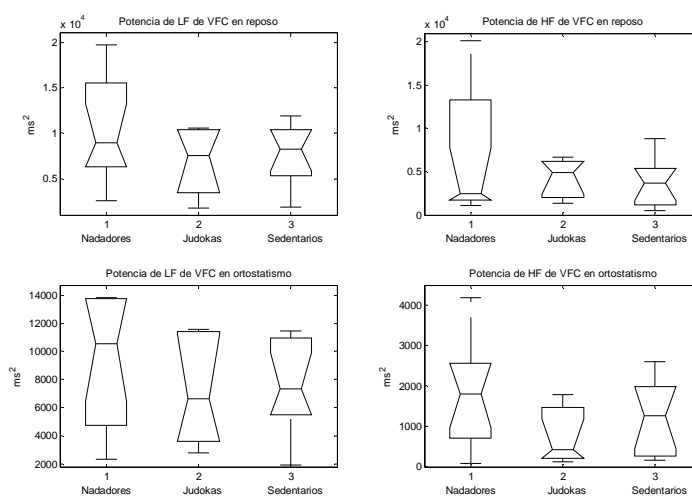 Potencia de LF de VFC en reposo
x 10^4
2
1.5
1
0.5
ms^2
1 2 3
Nadadores Judokas Sedentarios
Potencia de HF de VFC en reposo
x 10^4
2
1.5
1
0.5
0
ms^2
1 2 3
Nadadores Judokas Sedentarios
Potencia de LF de VFC en ortostatismo
14000
12000
10000
8000
6000
4000
2000
ms^2
1 2 3
Nadadores Judokas Sedentarios
Potencia de HF de VFC en ortostatismo
4000
3000
2000
1000
0
ms^2
1 2 3
Nadadores Judokas Sedentarios